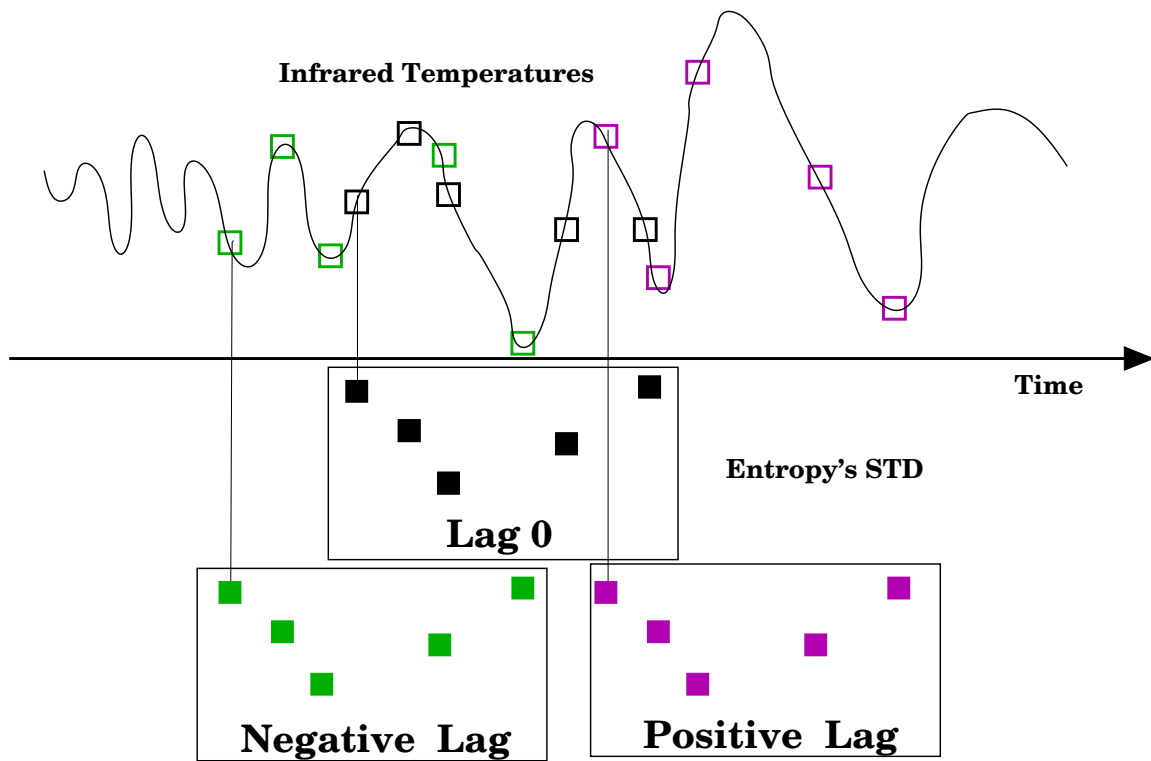 Infrared Temperatures
Time
Entropy's STD
Lag 0
Negative Lag
Positive Lag